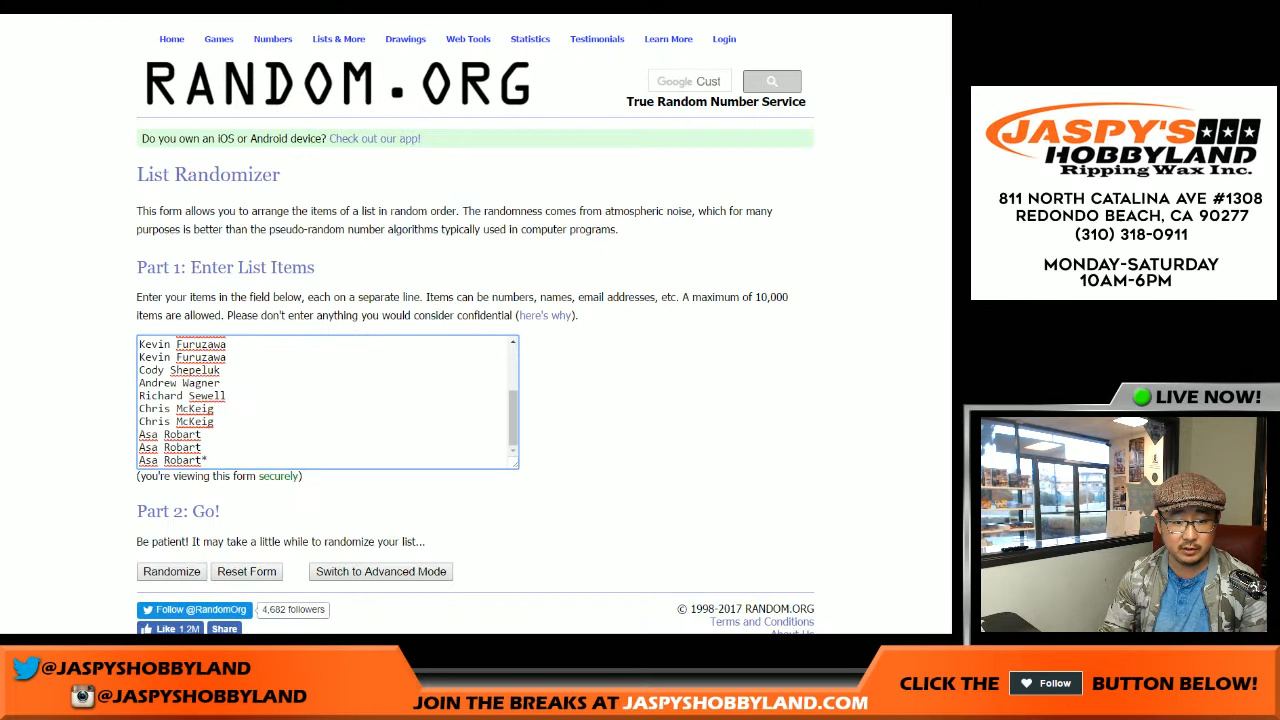 Home Games Numbers Lists & More Drawings Web Tools Statistics Testimonials Learn More Login
RANDOM.ORG
Google Cust
True Random Number Service
Do you own an iOS or Android device? Check out our app!
List Randomizer
This form allows you to arrange the items of a list in random order. The randomness comes from atmospheric noise, which for many
purposes is better than the pseudo-random number algorithms typically used in computer programs.
Part 1: Enter List Items
Enter your items in the field below, each on a separate line. Items can be numbers, names, email addresses, etc. A maximum of 10,000
items are allowed. Please don't enter anything you would consider confidential (here's why).
Kevin Furuzawa
Kevin Furuzawa
Cody Shepeluk
Andrew Wagner
Richard Sewell
Chris McKeig
Chris McKeig
Asa Robart
Asa Robart
Asa Robart*
(you're viewing this form securely)
Part 2: Go!
Be patient! It may take a little while to randomize your list...
Randomize Reset Form Switch to Advanced Mode
Follow @RandomOrg 4,682 followers
Like 1.2M Share
© 1998-2017 RANDOM.ORG
Terms and Conditions
About Us
JASPY'S
HOBBYLAND
Ripping Wax Inc.
811 NORTH CATALINA AVE #1308
REDONDO BEACH, CA 90277
(310) 318-0911
MONDAY-SATURDAY
10AM-6PM
LIVE NOW!
@JASPYSHOBBYLAND
@JASPYSHOBBYLAND
JOIN THE BREAKS AT JASPYSHOBBYLAND.COM
CLICK THE Follow BUTTON BELOW!